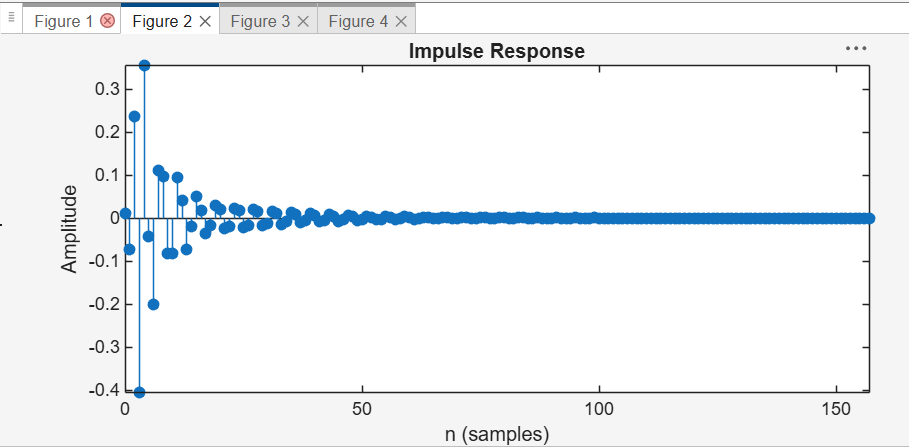 Figure 1 Figure 2 Figure 3 Figure 4
Impulse Response
0.3
0.2
0.1
0
-0.1
-0.2
-0.3
-0.4
Amplitude
0 50 100 150
n (samples)